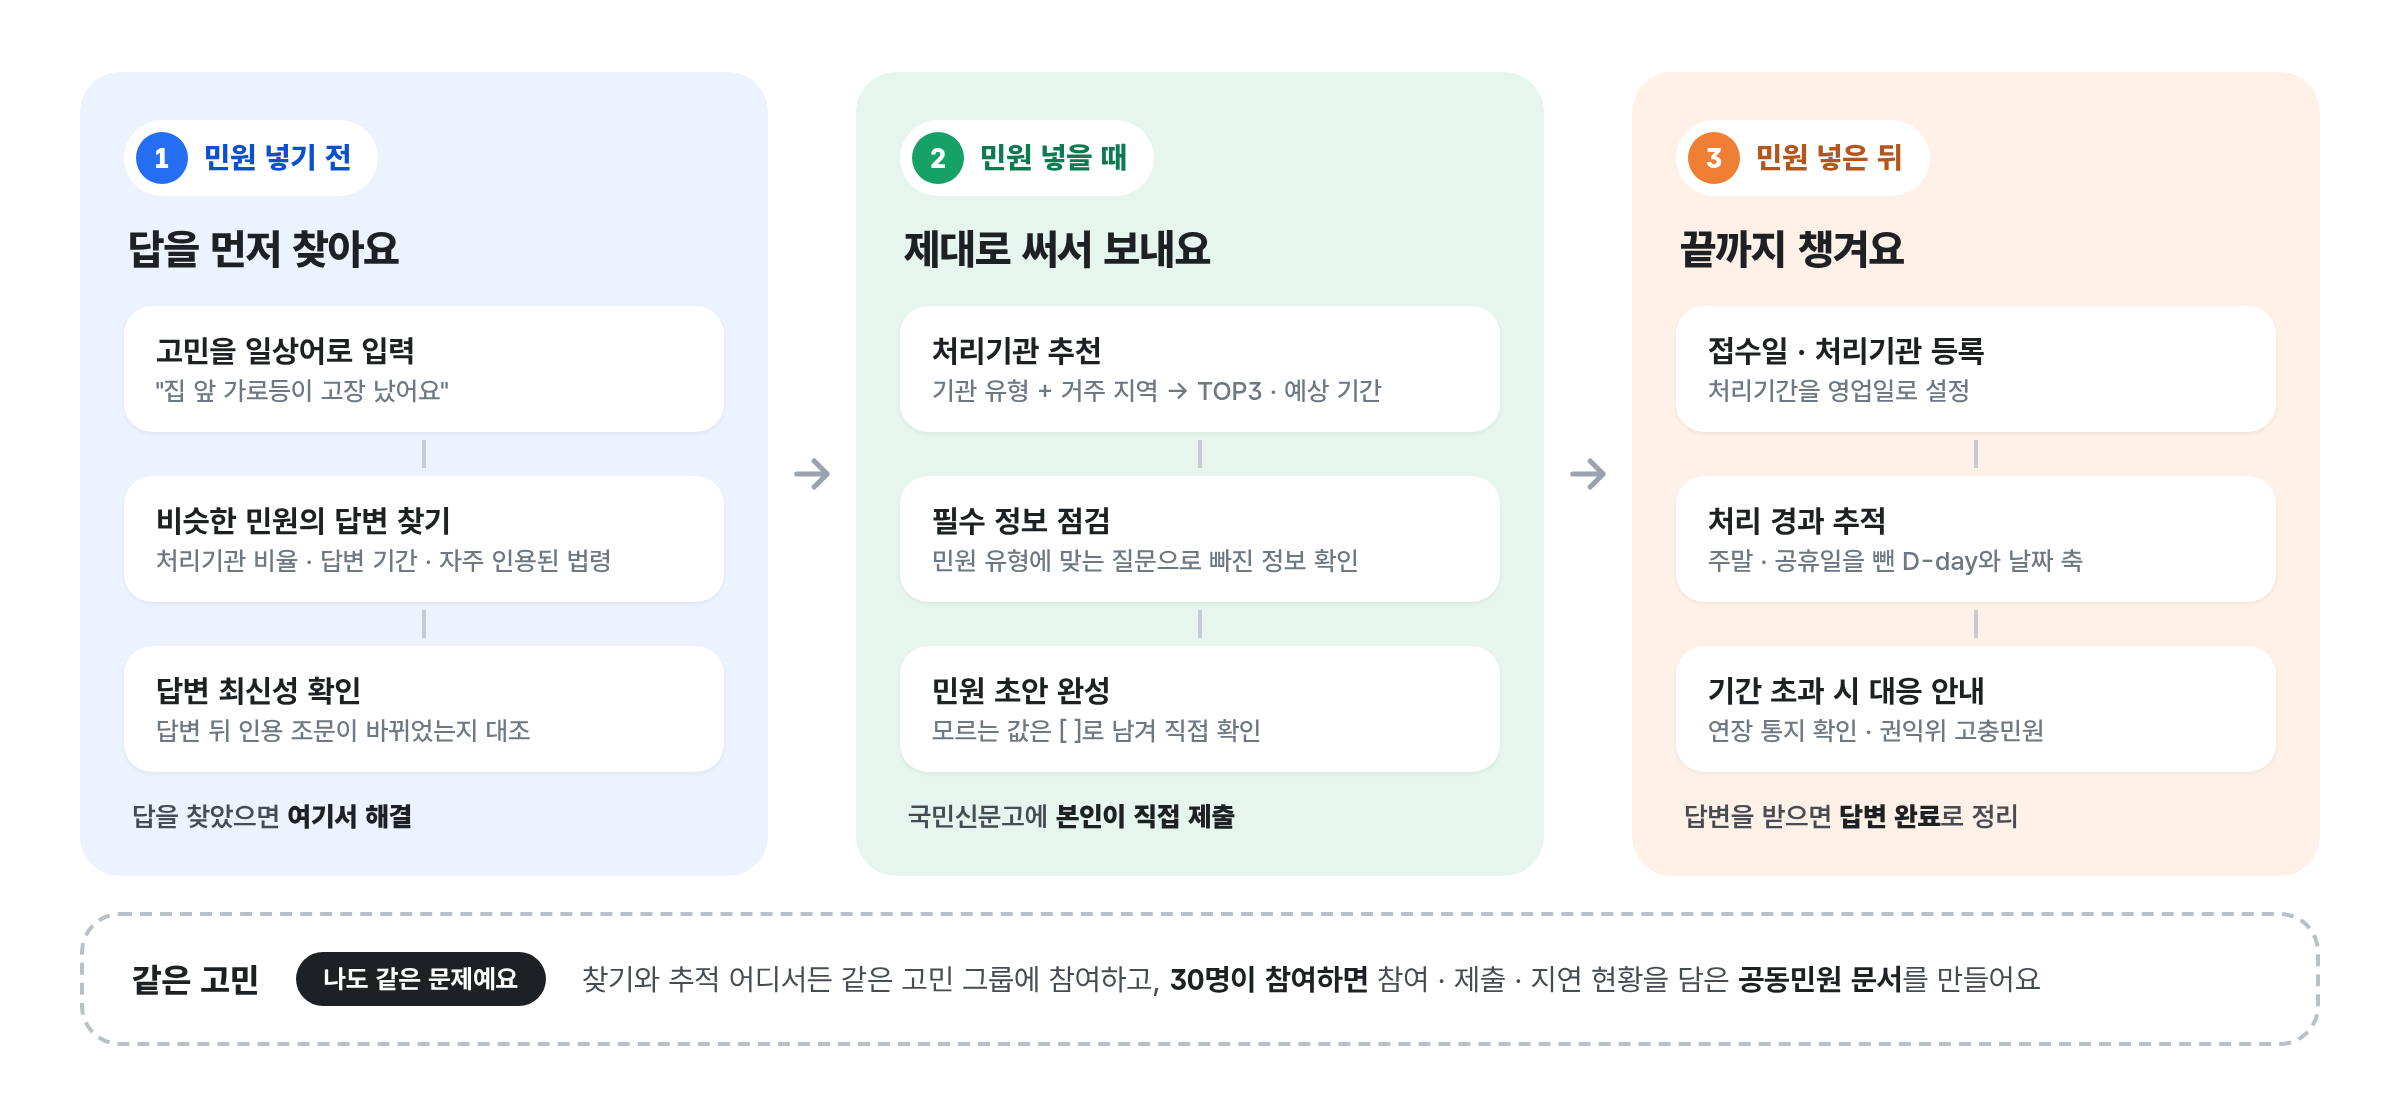 1 민원 넣기 전
답을 먼저 찾아요
고민을 일상어로 입력
"집 앞 가로등이 고장 났어요"
비슷한 민원의 답변 찾기
처리기관 비율 · 답변 기간 · 자주 인용된 법령
답변 최신성 확인
답변 뒤 인용 조문이 바뀌었는지 대조
답을 찾았으면 여기서 해결
→
2 민원 넣을 때
제대로 써서 보내요
처리기관 추천
기관 유형 + 거주 지역 → TOP3 · 예상 기간
필수 정보 점검
민원 유형에 맞는 질문으로 빠진 정보 확인
민원 초안 완성
모르는 값은 [ ]로 남겨 직접 확인
국민신문고에 본인이 직접 제출
→
3 민원 넣은 뒤
끝까지 챙겨요
접수일 · 처리기관 등록
처리기간을 영업일로 설정
처리 경과 추적
주말 · 공휴일을 뺀 D-day와 날짜 축
기간 초과 시 대응 안내
연장 통지 확인 · 권익위 고충민원
답변을 받으면 답변 완료로 정리
같은 고민 나도 같은 문제예요 찾기와 추적 어디서든 같은 고민 그룹에 참여하고, 30명이 참여하면 참여 · 제출 · 지연 현황을 담은 공동민원 문서를 만들어요